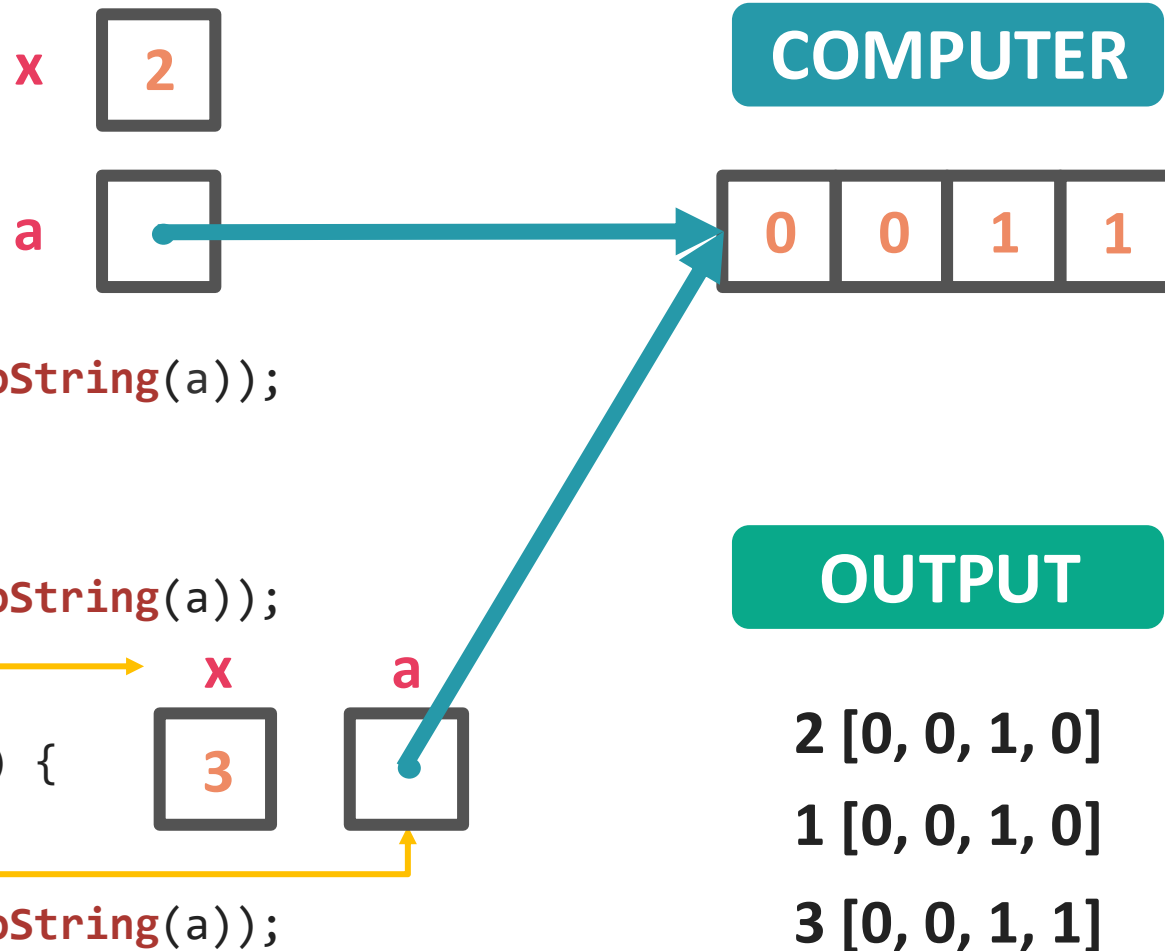 x 2
COMPUTER
a
0 0 1 1
oString(a));
oString(a));
OUTPUT
x a
2 [0, 0, 1, 0]
) {
3
1 [0, 0, 1, 0]
oString(a));
3 [0, 0, 1, 1]